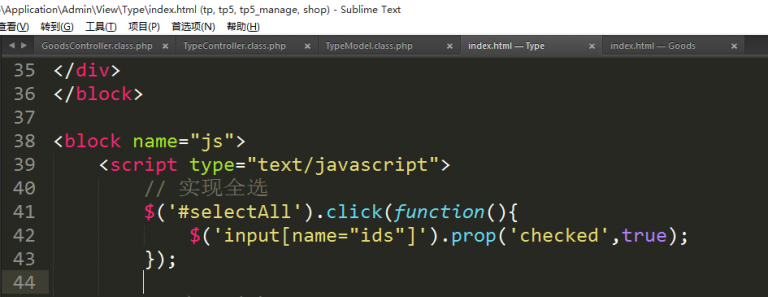 \Application\Admin\View\Type\index.html (tp, tp5, tp5_manage, shop) - Sublime Text
查看(V) 转到(G) 工具(T) 项目(P) 首选项(N) 帮助(H)
GoodsController.class.php × TypeController.class.php × TypeModel.class.php × index.html — Type × index.html — Goods ×
35 </div>
36 </block>
37
38 <block name="js">
39 <script type="text/javascript">
40 // 实现全选
41 $('#selectAll').click(function(){
42 $('input[name="ids"]').prop('checked',true);
43 });
44